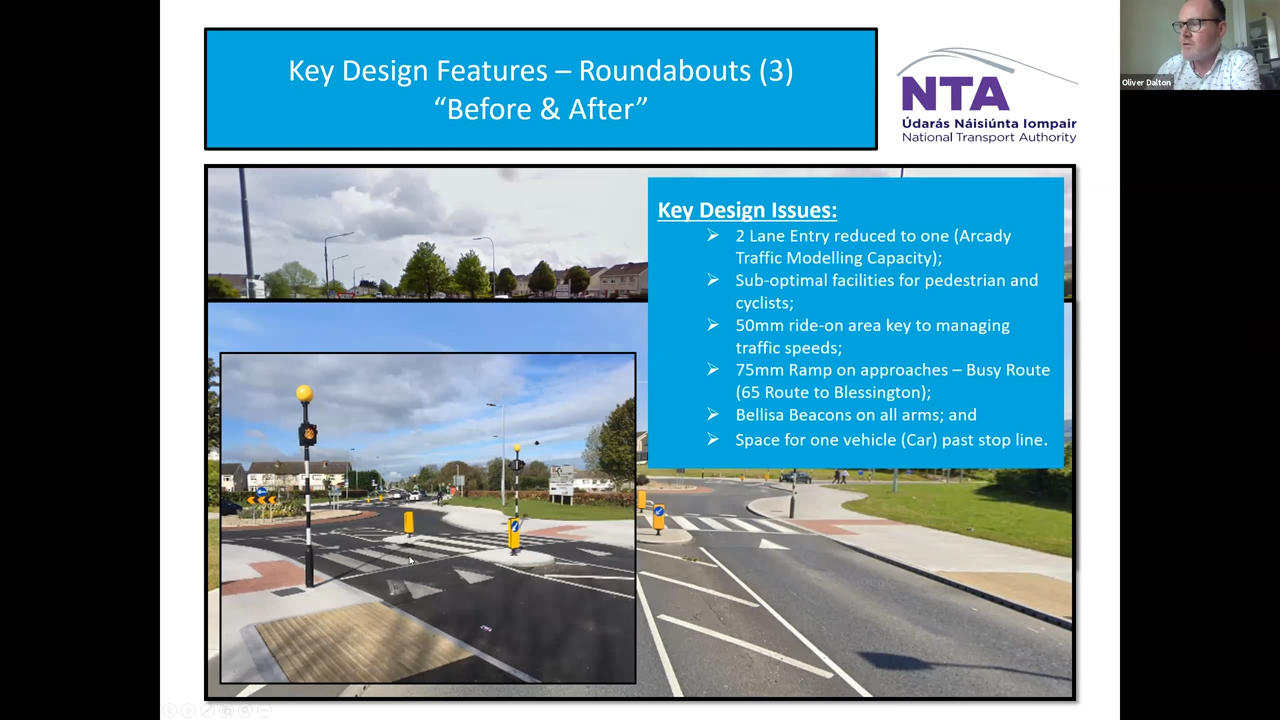 Key Design Features – Roundabouts (3)
“Before & After”
NTA
Údarás Náisiúnta Iompair
National Transport Authority
Oliver Dalton
Key Design Issues:
2 Lane Entry reduced to one (Arcady
Traffic Modelling Capacity);
Sub-optimal facilities for pedestrian and
cyclists;
50mm ride-on area key to managing
traffic speeds;
75mm Ramp on approaches – Busy Route
(65 Route to Blessington);
Bellisa Beacons on all arms; and
Space for one vehicle (Car) past stop line.